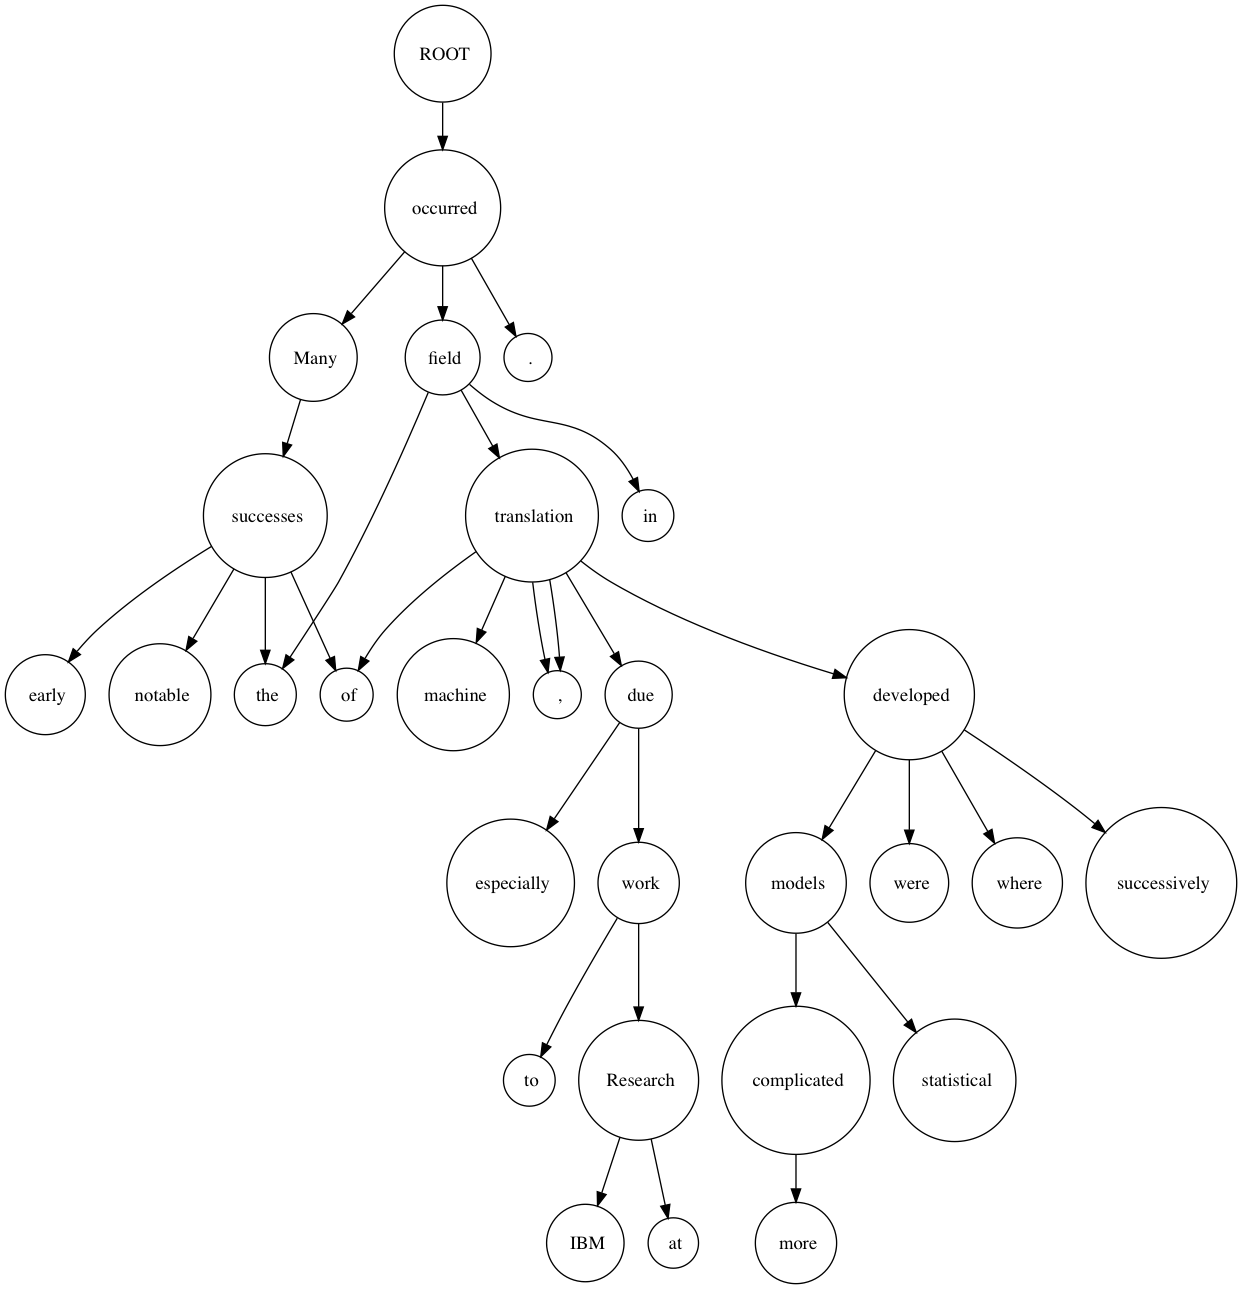 ROOT
occurred
Many
field
.
successes
translation
in
early
notable
the
of
machine
,
due
developed
especially
work
models
were
where
successively
to
Research
complicated
statistical
IBM
at
more